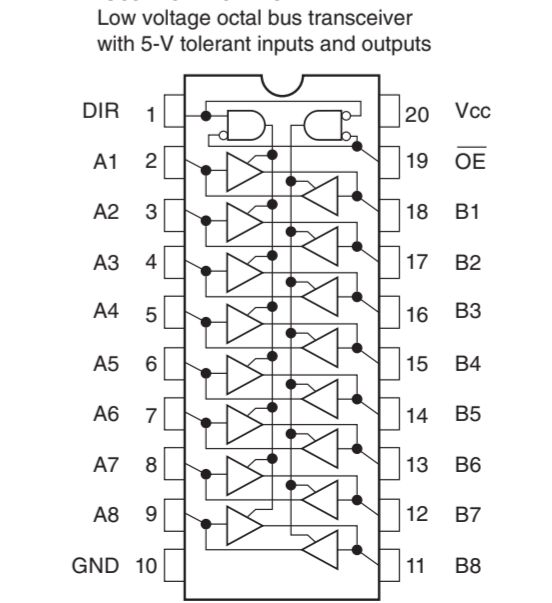 Low voltage octal bus transceiver
with 5-V tolerant inputs and outputs
DIR 1 20 Vcc
A1 2 19 OE
A2 3 18 B1
A3 4 17 B2
A4 5 16 B3
A5 6 15 B4
A6 7 14 B5
A7 8 13 B6
A8 9 12 B7
GND 10 11 B8